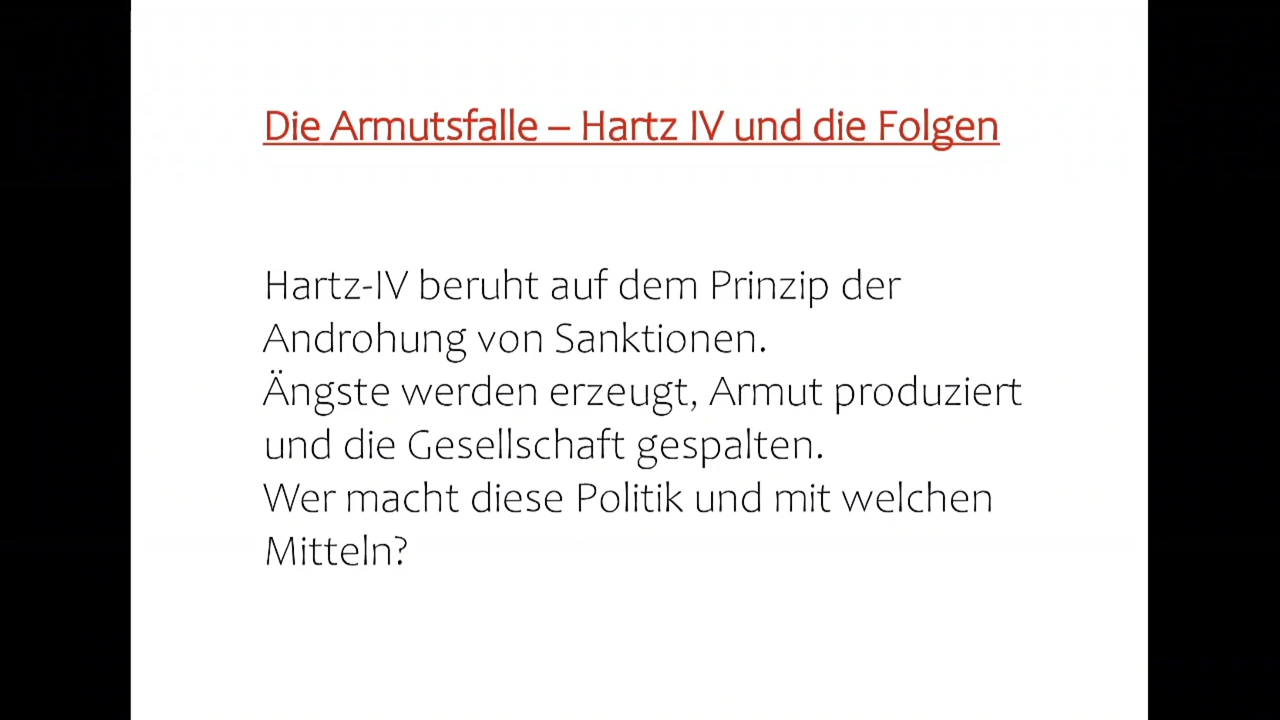 Die Armutsfalle – Hartz IV und die Folgen
Hartz-IV beruht auf dem Prinzip der
Androhung von Sanktionen.
Ängste werden erzeugt, Armut produziert
und die Gesellschaft gespalten.
Wer macht diese Politik und mit welchen
Mitteln?